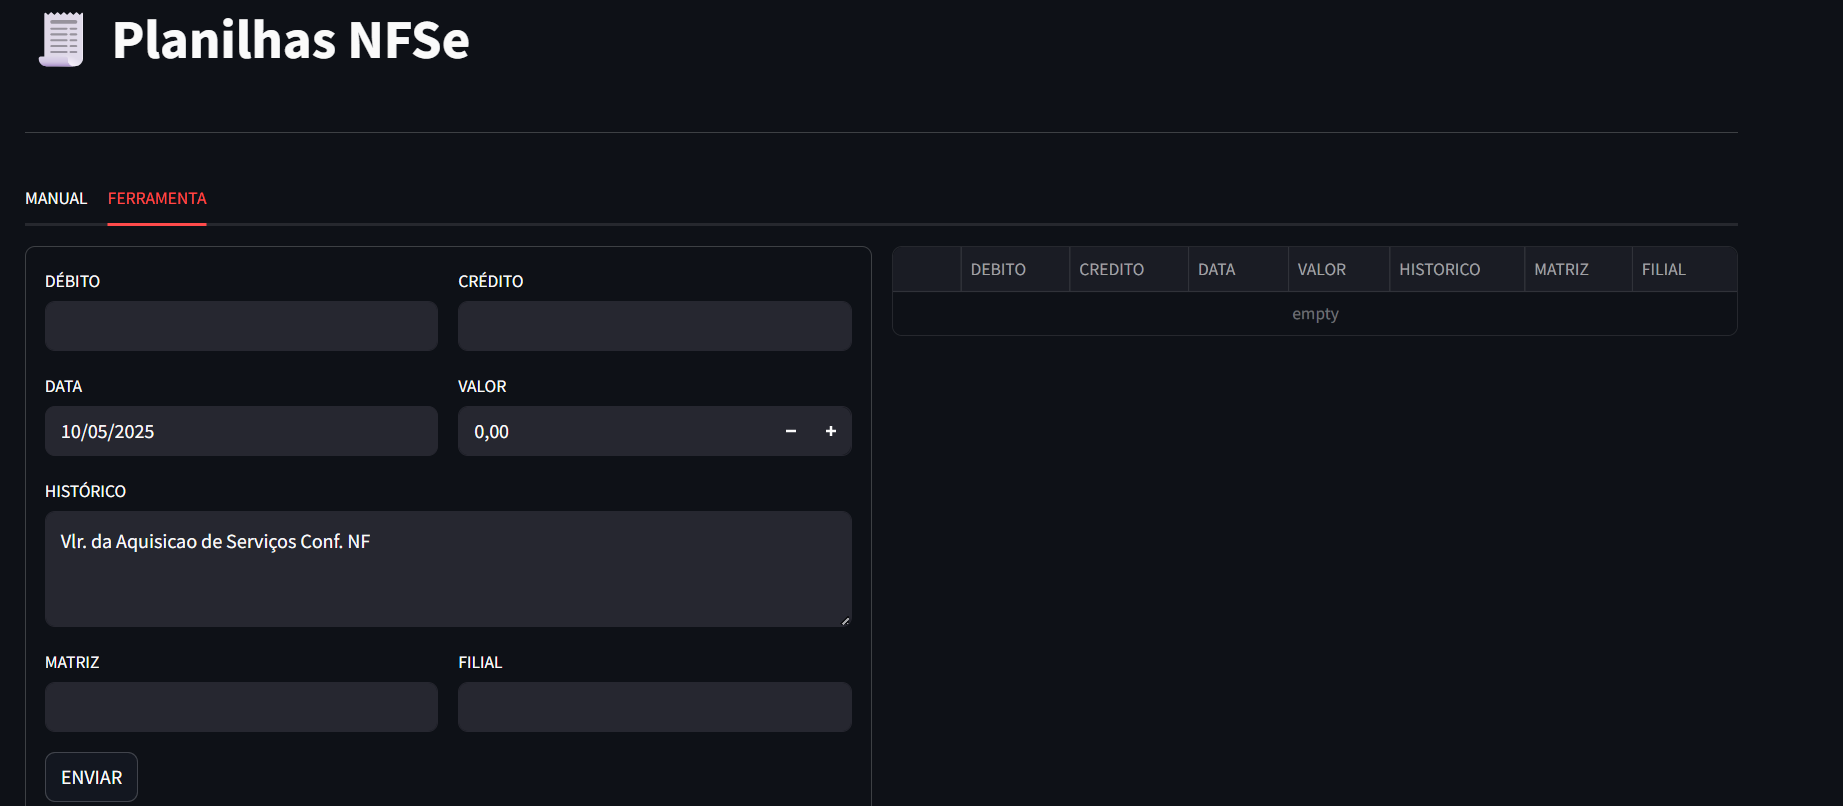 Planilhas NFSe
MANUAL FERRAMENTA
DÉBITO CRÉDITO
DATA VALOR
10/05/2025 0,00 − +
HISTÓRICO
Vlr. da Aquisicao de Serviços Conf. NF
MATRIZ FILIAL
ENVIAR
DEBITO CREDITO DATA VALOR HISTORICO MATRIZ FILIAL
empty